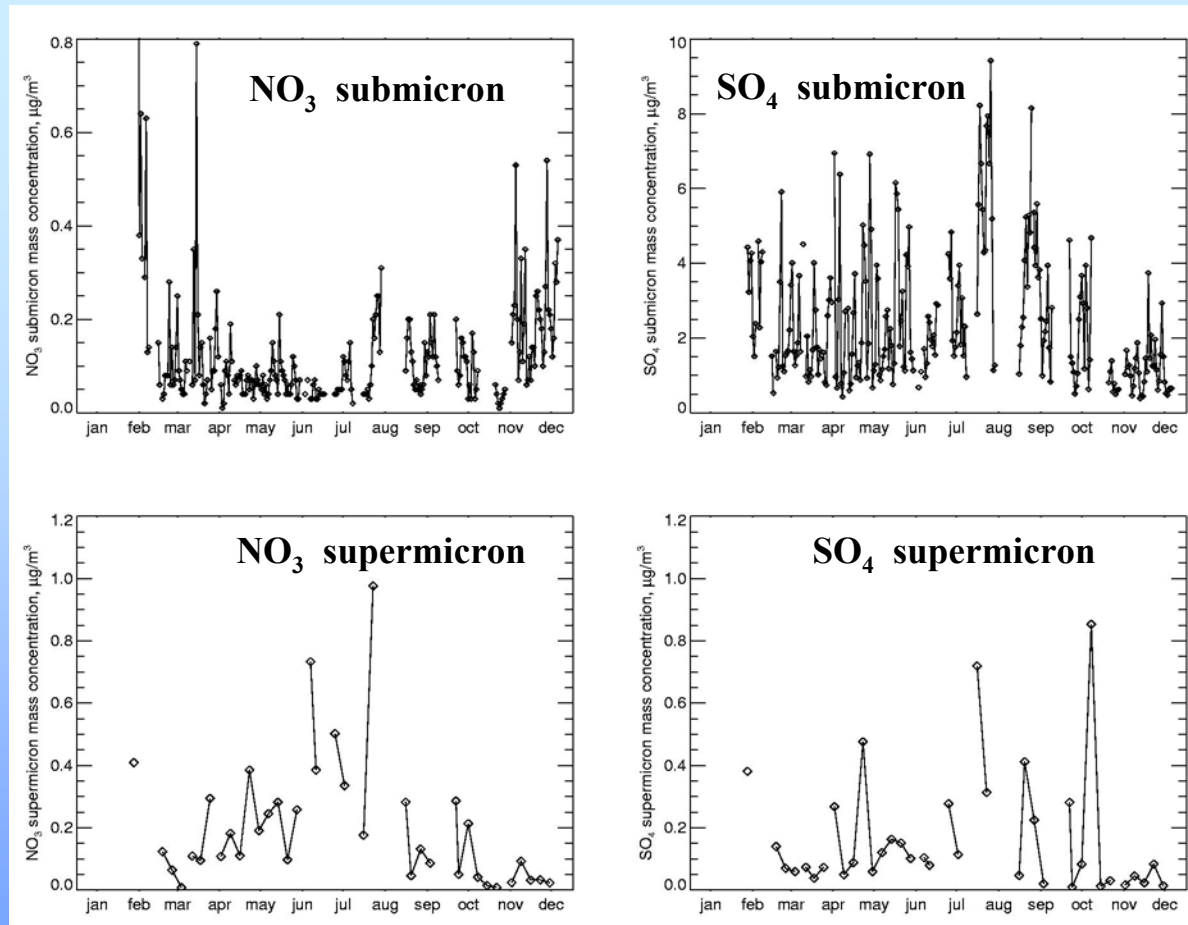 NO₃ submicron
NO₃ submicron mass concentration, µg/m³
0.8
0.6
0.4
0.2
0.0
jan feb mar apr may jun jul aug sep oct nov dec
SO₄ submicron
SO₄ submicron mass concentration, µg/m³
10
8
6
4
2
0
jan feb mar apr may jun jul aug sep oct nov dec
NO₃ supermicron
NO₃ supermicron mass concentration, µg/m³
1.2
1.0
0.8
0.6
0.4
0.2
0.0
jan feb mar apr may jun jul aug sep oct nov dec
SO₄ supermicron
SO₄ supermicron mass concentration, µg/m³
1.2
1.0
0.8
0.6
0.4
0.2
0.0
jan feb mar apr may jun jul aug sep oct nov dec